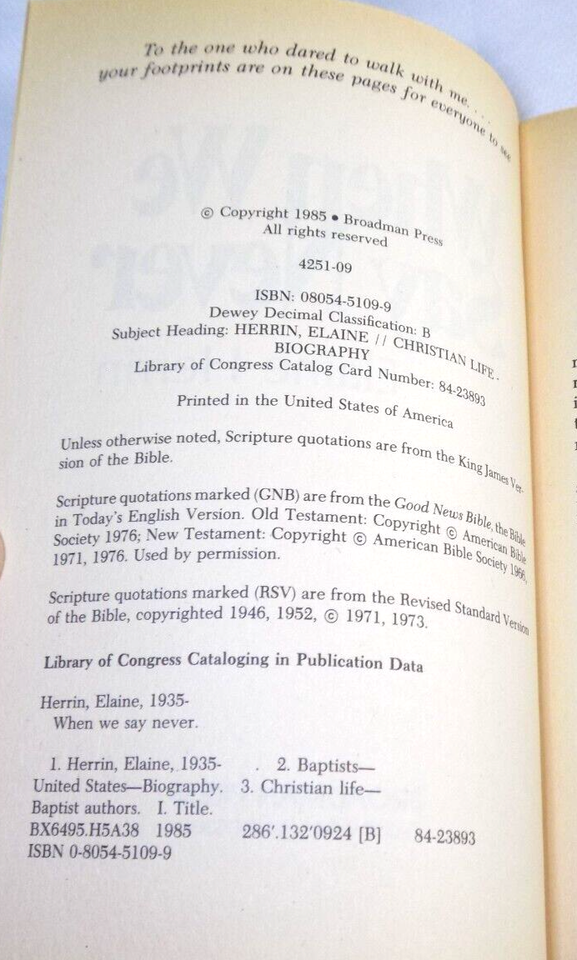 To the one who dared to walk with me. . . .
your footprints are on these pages for everyone to see
© Copyright 1985 • Broadman Press
All rights reserved
4251-09
ISBN: 08054-5109-9
Dewey Decimal Classification: B
Subject Heading: HERRIN, ELAINE // CHRISTIAN LIFE -
BIOGRAPHY
Library of Congress Catalog Card Number: 84-23893
Printed in the United States of America
Unless otherwise noted, Scripture quotations are from the King James Ver-
sion of the Bible.
Scripture quotations marked (GNB) are from the Good News Bible, the Bible
in Today's English Version. Old Testament: Copyright © American Bible
Society 1976; New Testament: Copyright © American Bible Society 1966,
1971, 1976. Used by permission.
Scripture quotations marked (RSV) are from the Revised Standard Version
of the Bible, copyrighted 1946, 1952, © 1971, 1973.
Library of Congress Cataloging in Publication Data
Herrin, Elaine, 1935-
When we say never.
1. Herrin, Elaine, 1935- . 2. Baptists—
United States—Biography. 3. Christian life—
Baptist authors. I. Title.
BX6495.H5A38 1985 286'.132'0924 [B] 84-23893
ISBN 0-8054-5109-9